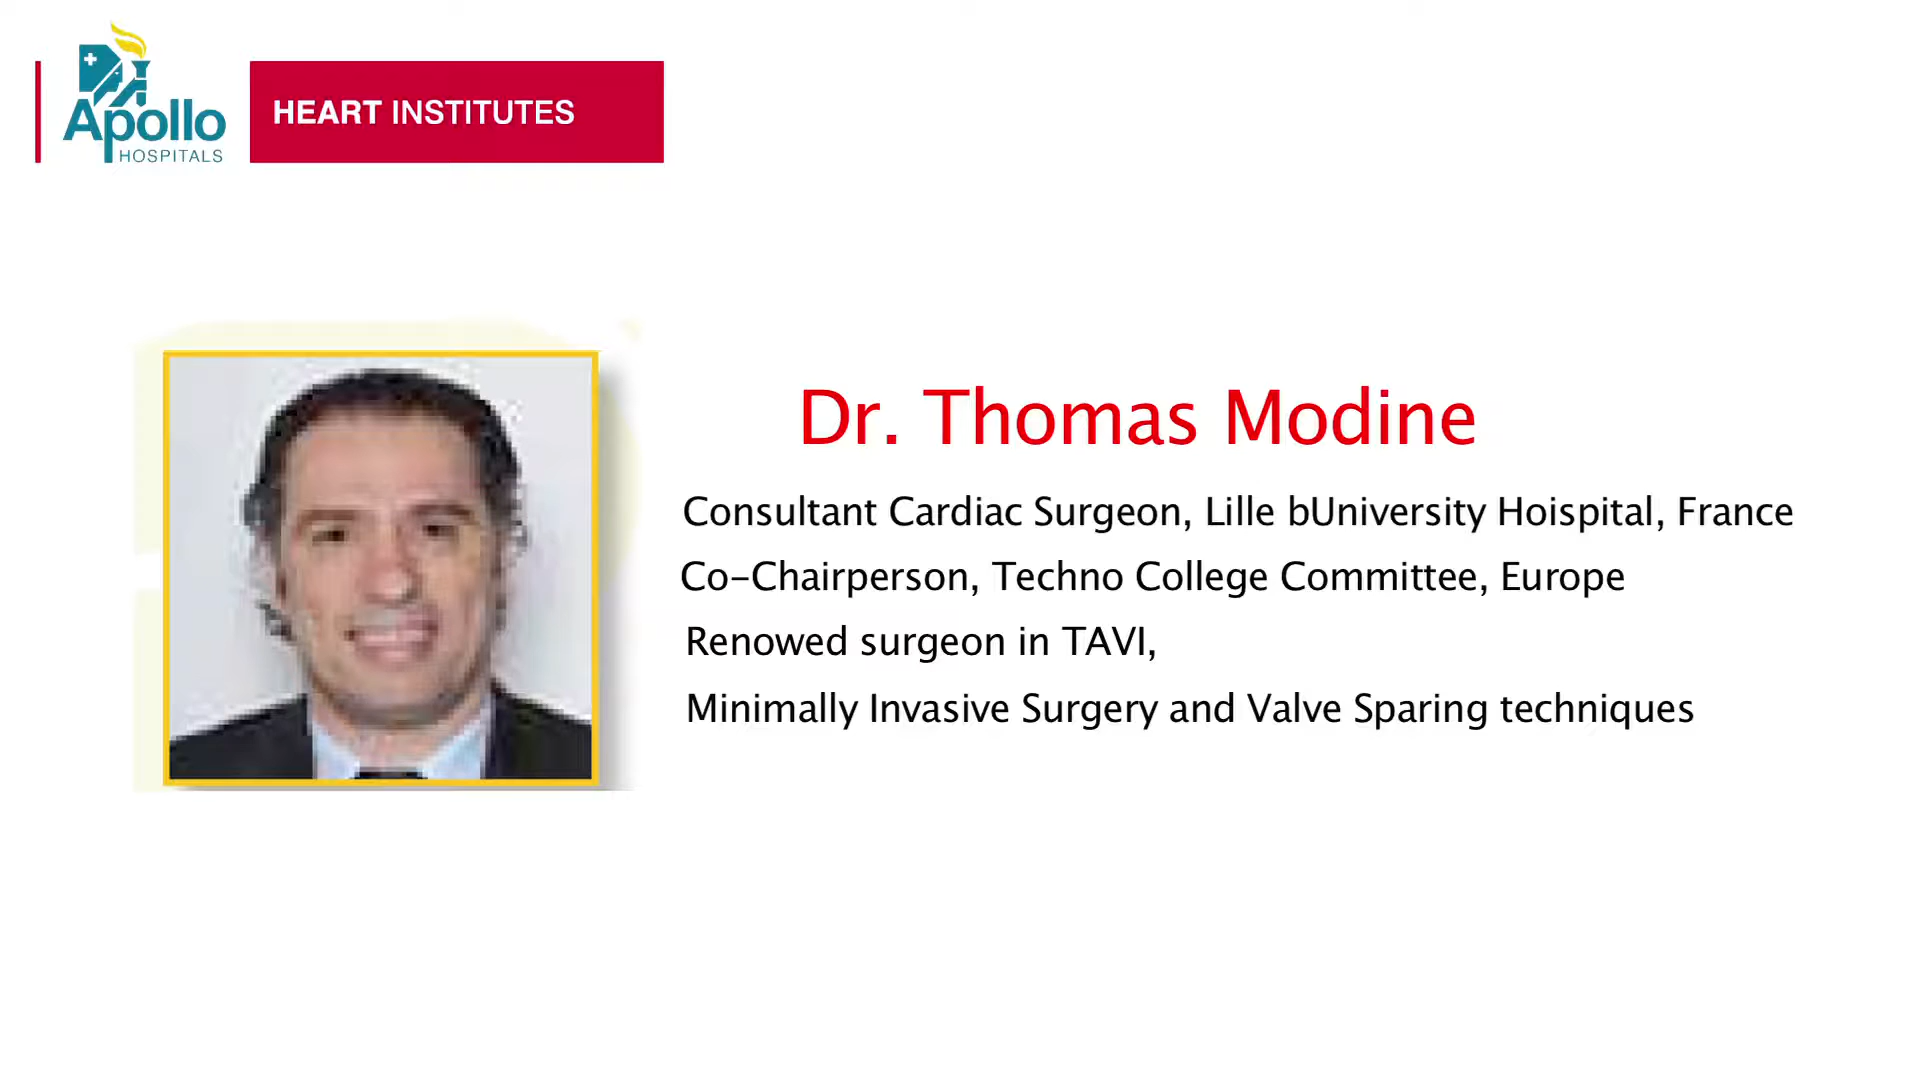 Apollo
HOSPITALS
HEART INSTITUTES
Dr. Thomas Modine
Consultant Cardiac Surgeon, Lille bUniversity Hoispital, France
Co-Chairperson, Techno College Committee, Europe
Renowed surgeon in TAVI,
Minimally Invasive Surgery and Valve Sparing techniques